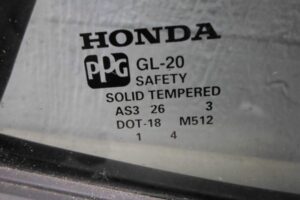 HONDA
PPG GL-20
SAFETY
SOLID TEMPERED
AS3 26 3
DOT-18 M512
1 4